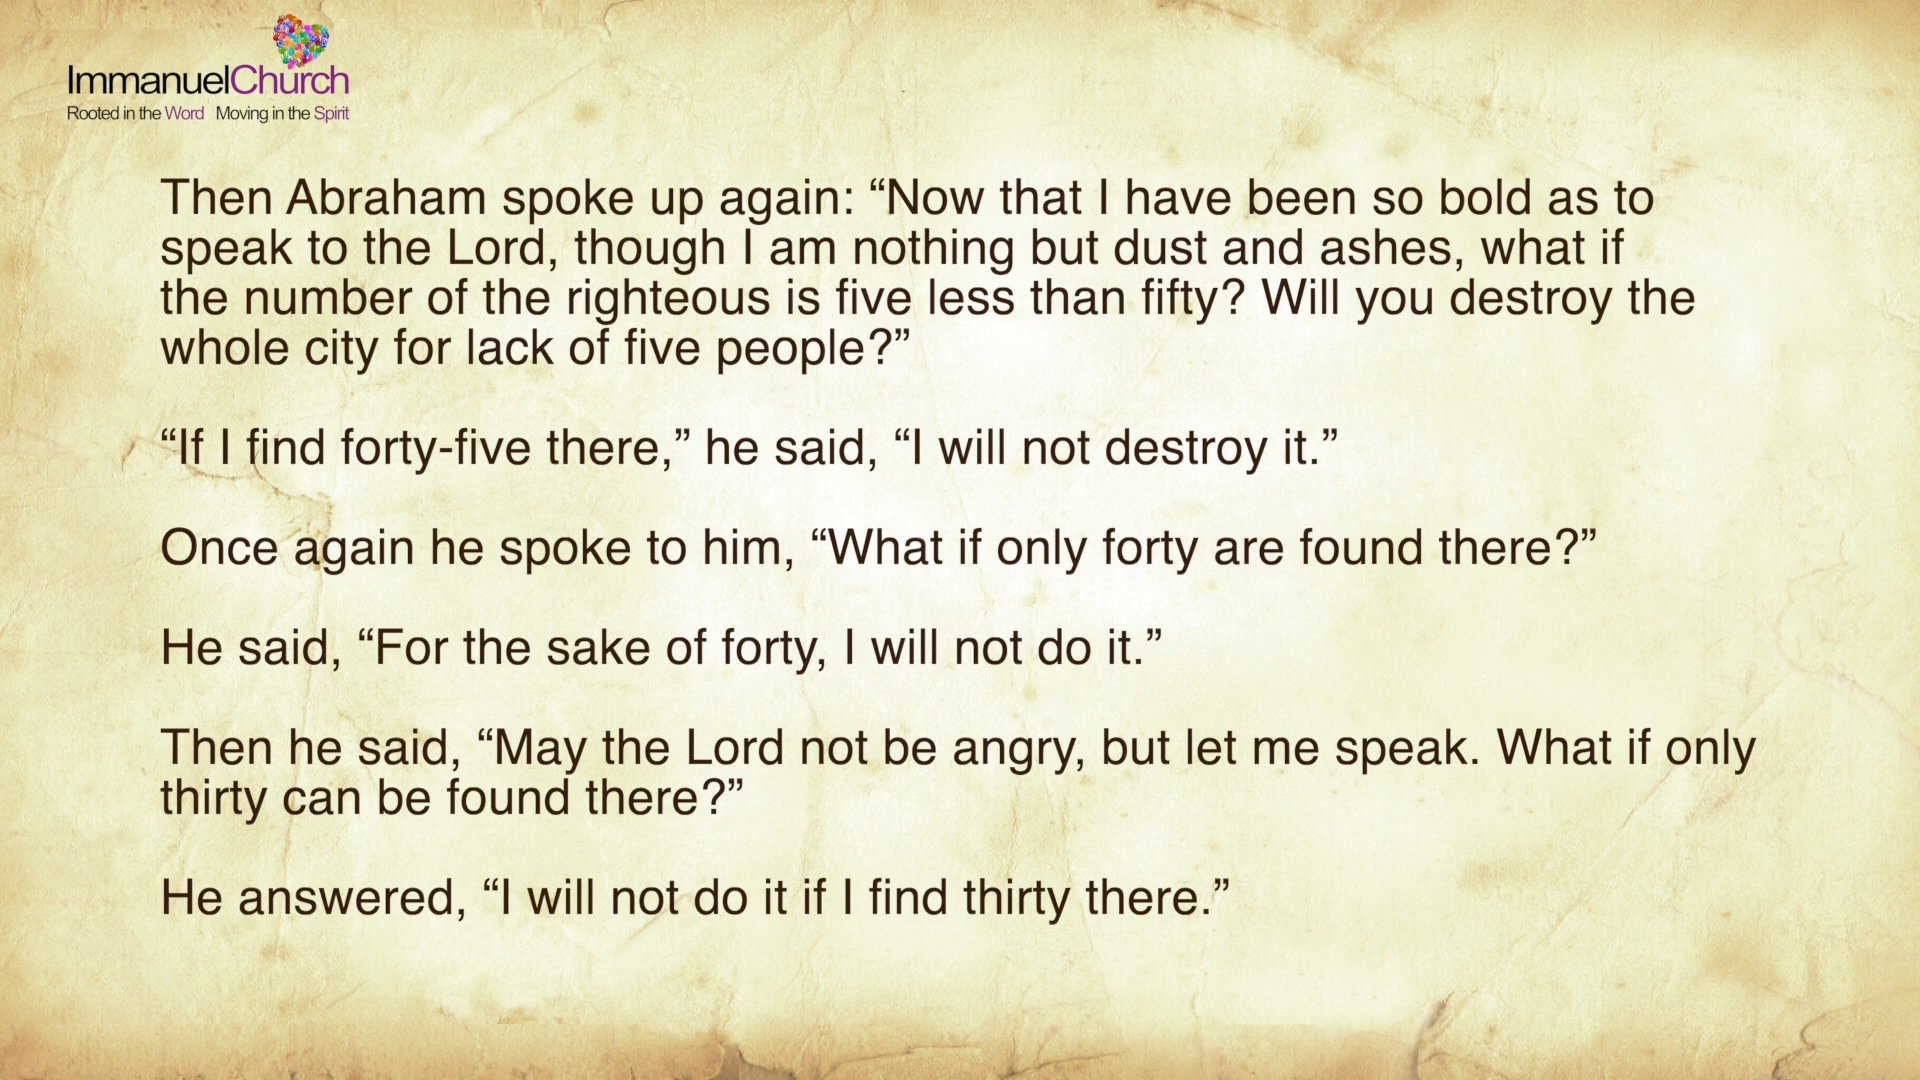 ImmanuelChurch
Rooted in the Word Moving in the Spirit
Then Abraham spoke up again: “Now that I have been so bold as to
speak to the Lord, though I am nothing but dust and ashes, what if
the number of the righteous is five less than fifty? Will you destroy the
whole city for lack of five people?”
“If I find forty-five there,” he said, “I will not destroy it.”
Once again he spoke to him, “What if only forty are found there?”
He said, “For the sake of forty, I will not do it.”
Then he said, “May the Lord not be angry, but let me speak. What if only
thirty can be found there?”
He answered, “I will not do it if I find thirty there.”